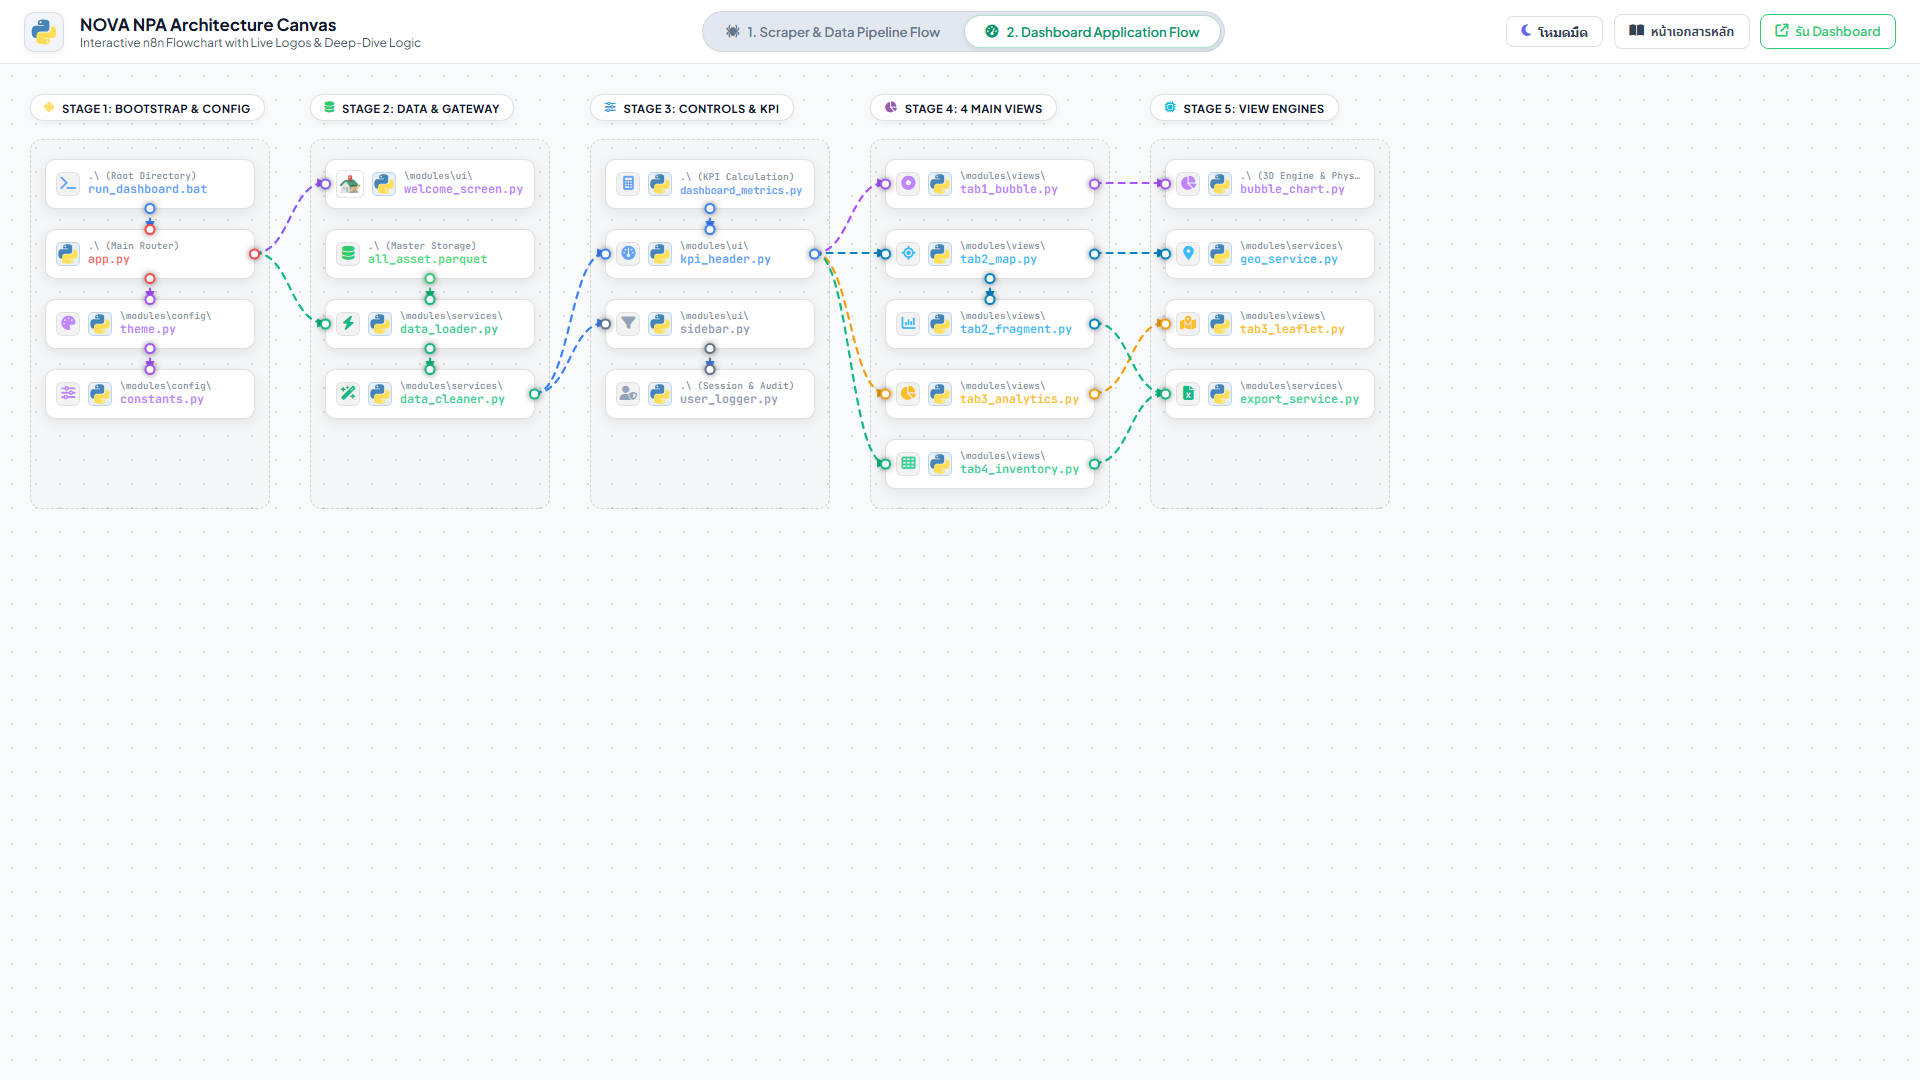 NOVA NPA Architecture Canvas
Interactive n8n Flowchart with Live Logos & Deep-Dive Logic
1. Scraper & Data Pipeline Flow
2. Dashboard Application Flow
โหมดมืด
หน้าเอกสารหลัก
รัน Dashboard
STAGE 1: BOOTSTRAP & CONFIG
.\ (Root Directory)
run_dashboard.bat
.\ (Main Router)
app.py
\modules\config\
theme.py
\modules\config\
constants.py
STAGE 2: DATA & GATEWAY
\modules\ui\
welcome_screen.py
.\ (Master Storage)
all_asset.parquet
\modules\services\
data_loader.py
\modules\services\
data_cleaner.py
STAGE 3: CONTROLS & KPI
.\ (KPI Calculation)
dashboard_metrics.py
\modules\ui\
kpi_header.py
\modules\ui\
sidebar.py
.\ (Session & Audit)
user_logger.py
STAGE 4: 4 MAIN VIEWS
\modules\views\
tab1_bubble.py
\modules\views\
tab2_map.py
\modules\views\
tab2_fragment.py
\modules\views\
tab3_analytics.py
\modules\views\
tab4_inventory.py
STAGE 5: VIEW ENGINES
.\ (3D Engine & Phys…
bubble_chart.py
\modules\services\
geo_service.py
\modules\views\
tab3_leaflet.py
\modules\services\
export_service.py